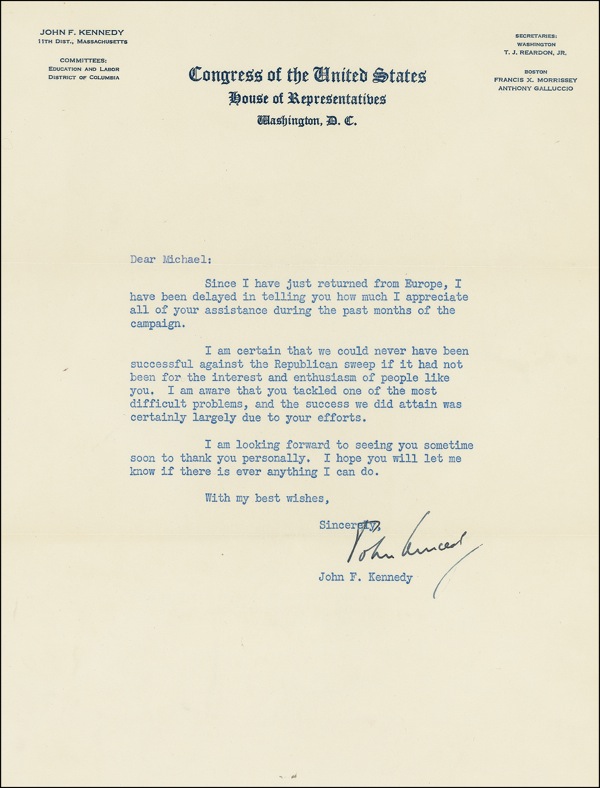 JOHN F. KENNEDY
11TH DIST., MASSACHUSETTS
COMMITTEES:
EDUCATION AND LABOR
DISTRICT OF COLUMBIA
SECRETARIES:
WASHINGTON
T. J. REARDON, JR.
BOSTON
FRANCIS X. MORRISSEY
ANTHONY GALLUCCIO
Congress of the United States
House of Representatives
Washington, D. C.
Dear Michael:
Since I have just returned from Europe, I
have been delayed in telling you how much I appreciate
all of your assistance during the past months of the
campaign.
I am certain that we could never have been
successful against the Republican sweep if it had not
been for the interest and enthusiasm of people like
you. I am aware that you tackled one of the most
difficult problems, and the success we did attain was
certainly largely due to your efforts.
I am looking forward to seeing you sometime
soon to thank you personally. I hope you will let me
know if there is ever anything I can do.
With my best wishes,
Sincerely,
John Kennedy
John F. Kennedy